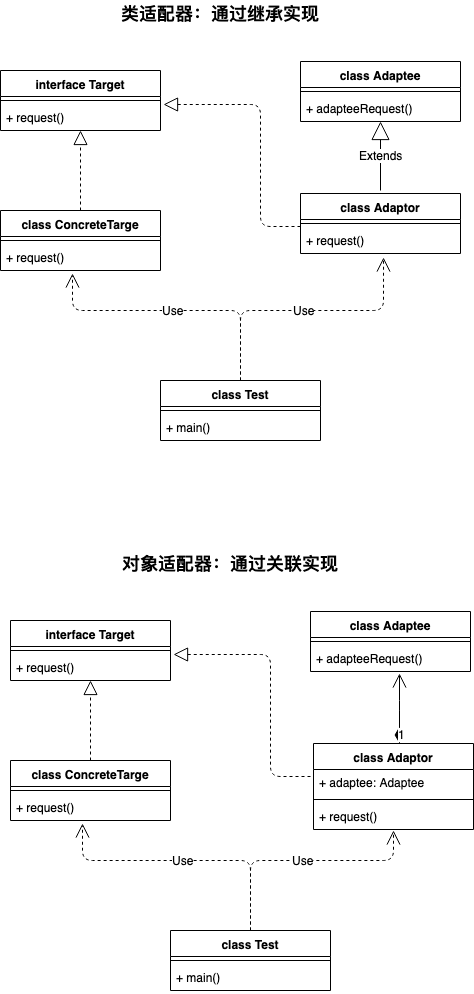 类适配器：通过继承实现
interface Target
+ request()
class Adaptee
+ adapteeRequest()
Extends
class ConcreteTarge
+ request()
class Adaptor
+ request()
Use
Use
class Test
+ main()
对象适配器：通过关联实现
interface Target
+ request()
class Adaptee
+ adapteeRequest()
1
class ConcreteTarge
+ request()
class Adaptor
+ adaptee: Adaptee
+ request()
Use
Use
class Test
+ main()